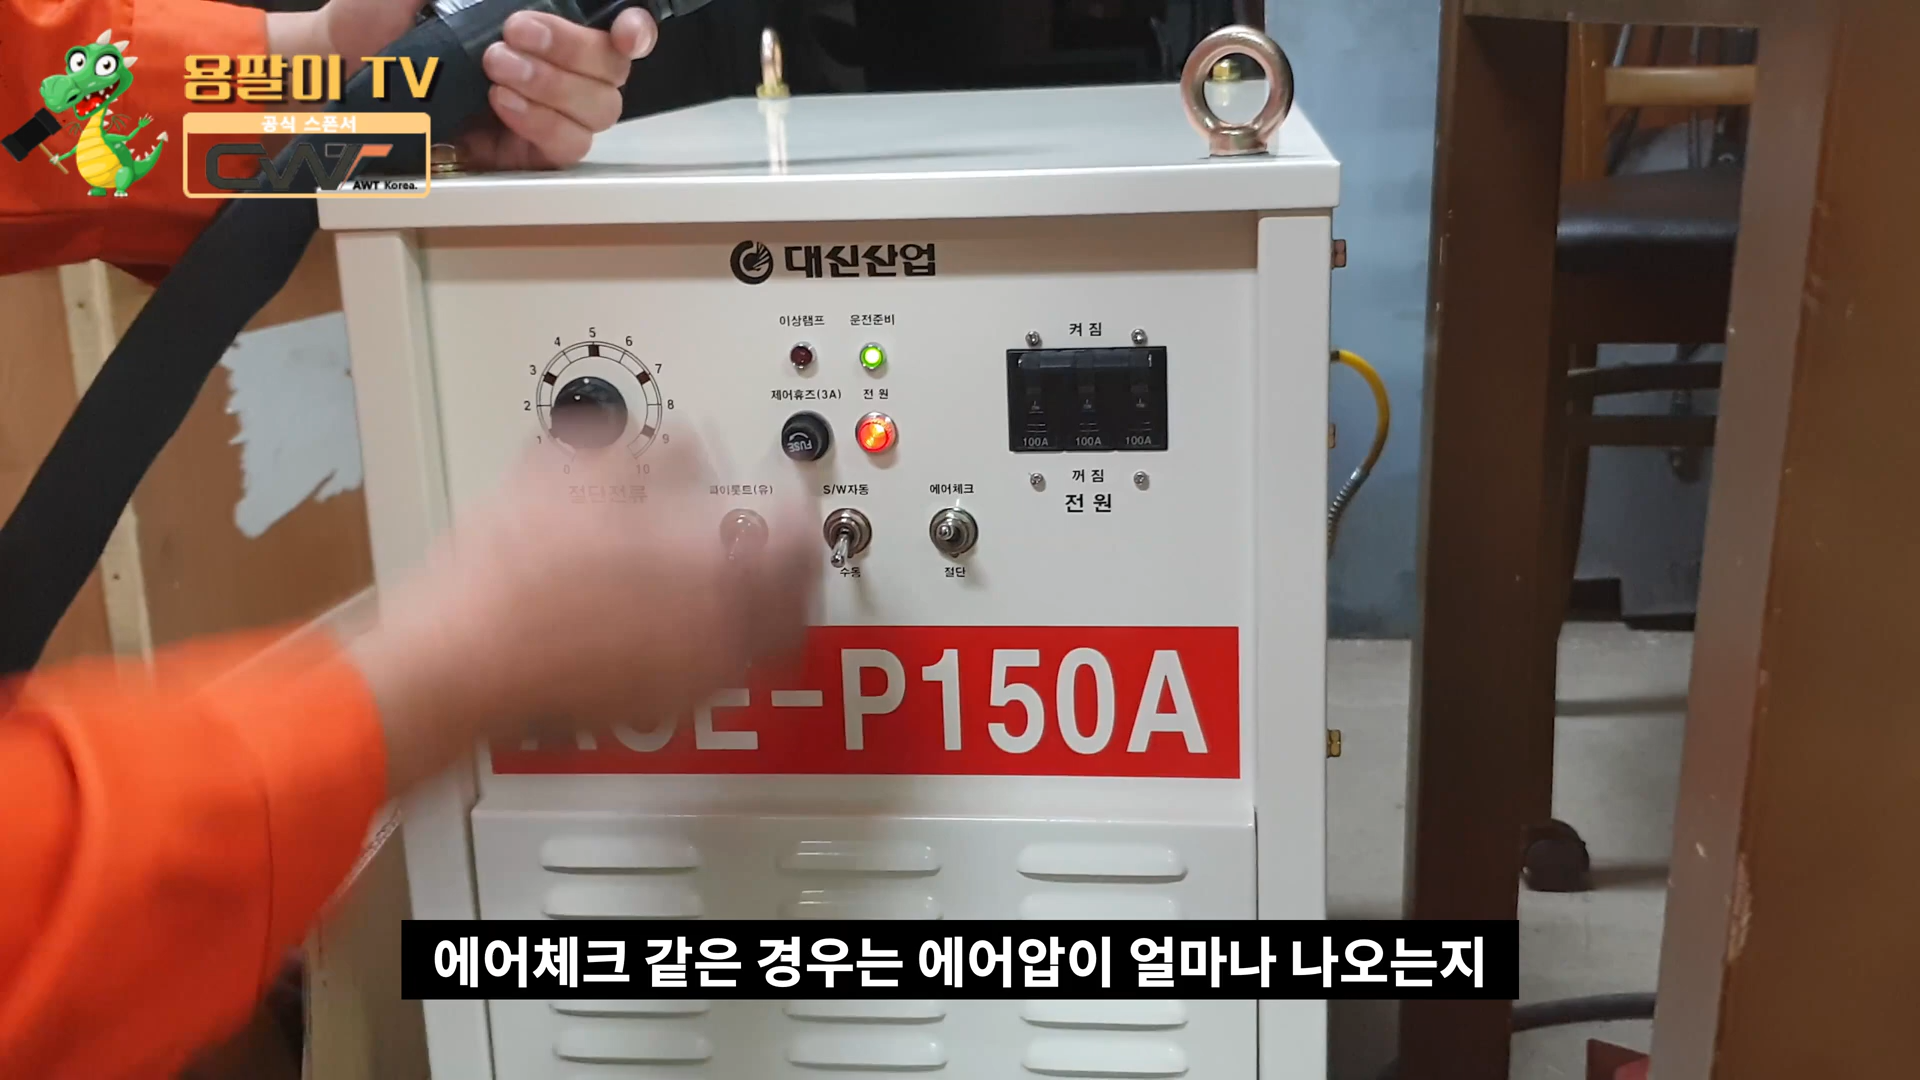 용팔이 TV
공식 스폰서
CWT
AWT Korea.
대신산업
이상램프 운전준비
켜 짐
0 1 2 3 4 5 6 7 8 9 10
절단전류
제어휴즈(3A) 전 원
FUSE
100A 100A 100A
꺼 짐
전 원
파이롯트(유) S/W자동 에어체크
수동 절단
ACE-P150A
에어체크 같은 경우는 에어압이 얼마나 나오는지